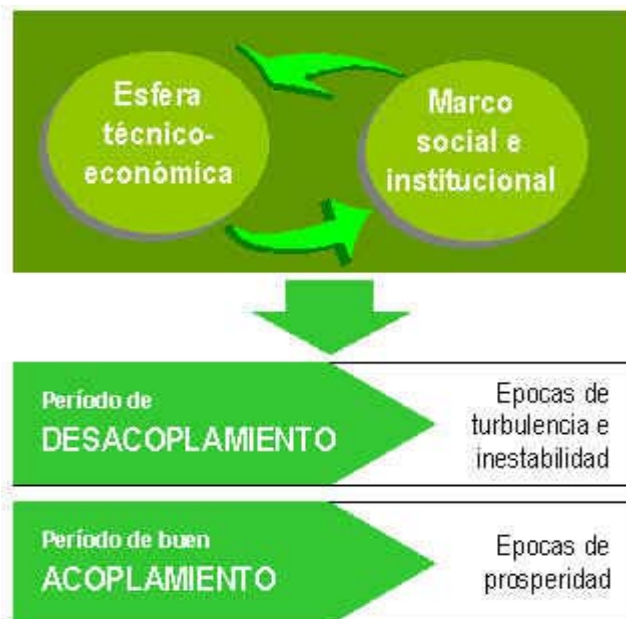 Esfera
técnico-
económica
Marco
social e
institucional
Período de
DESACOPLAMIENTO
Epocas de
turbulencia e
inestabilidad
Período de buen
ACOPLAMIENTO
Epocas de
prosperidad